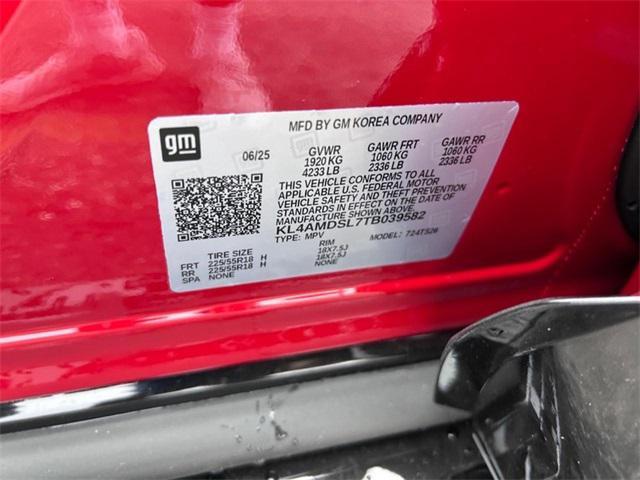 gm
MFD BY GM KOREA COMPANY
06/25
GVWR GAWR FRT GAWR RR
1920 KG 1060 KG 1060 KG
4233 LB 2336 LB 2336 LB
THIS VEHICLE CONFORMS TO ALL
APPLICABLE U.S. FEDERAL MOTOR
VEHICLE SAFETY AND THEFT PREVENTION
STANDARDS IN EFFECT ON THE DATE OF
MANUFACTURE SHOWN ABOVE.
KL4AMDSL7TB039582
TYPE: MPV MODEL: 724TS26
TIRE SIZE RIM
FRT 225/55R18 H 18X7.5J
RR 225/55R18 H 18X7.5J
SPA NONE NONE